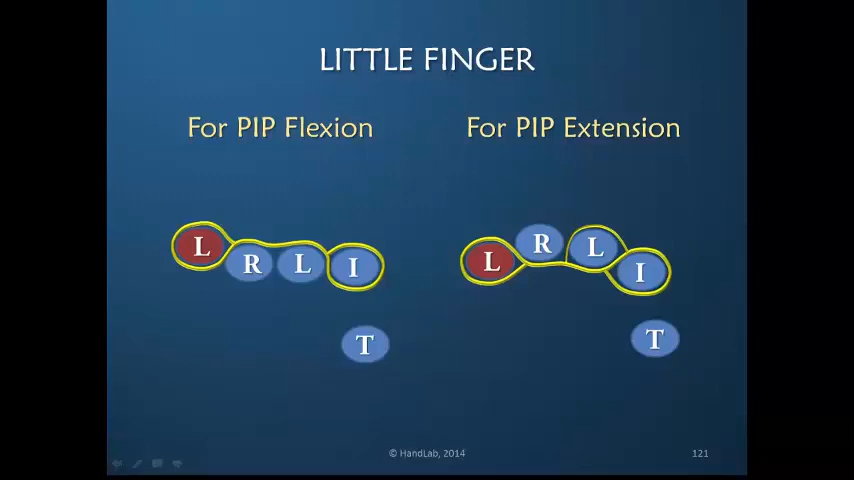 LITTLE FINGER
For PIP Flexion
For PIP Extension
L R L I
T
L R L I
T
© HandLab, 2014
121